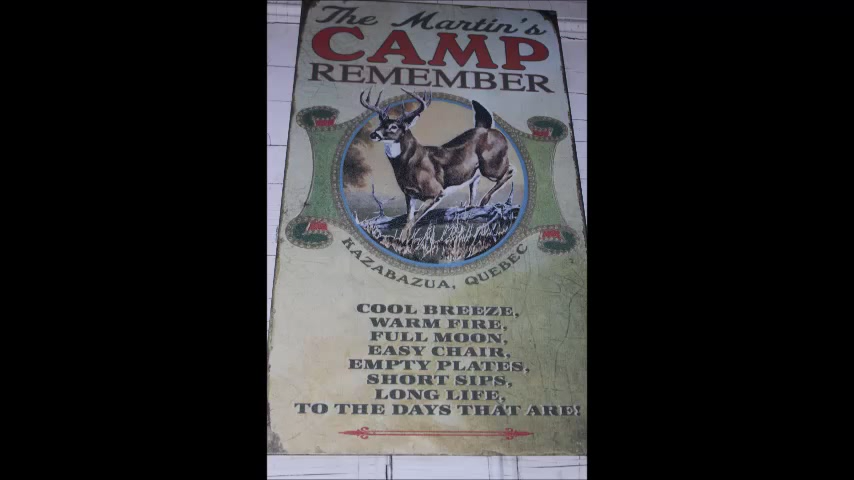 The Martin's
CAMP
REMEMBER
KAZABAZUA, QUEBEC
COOL BREEZE,
WARM FIRE,
FULL MOON,
EASY CHAIR,
EMPTY PLATES,
SHORT SIPS,
LONG LIFE,
TO THE DAYS THAT ARE!